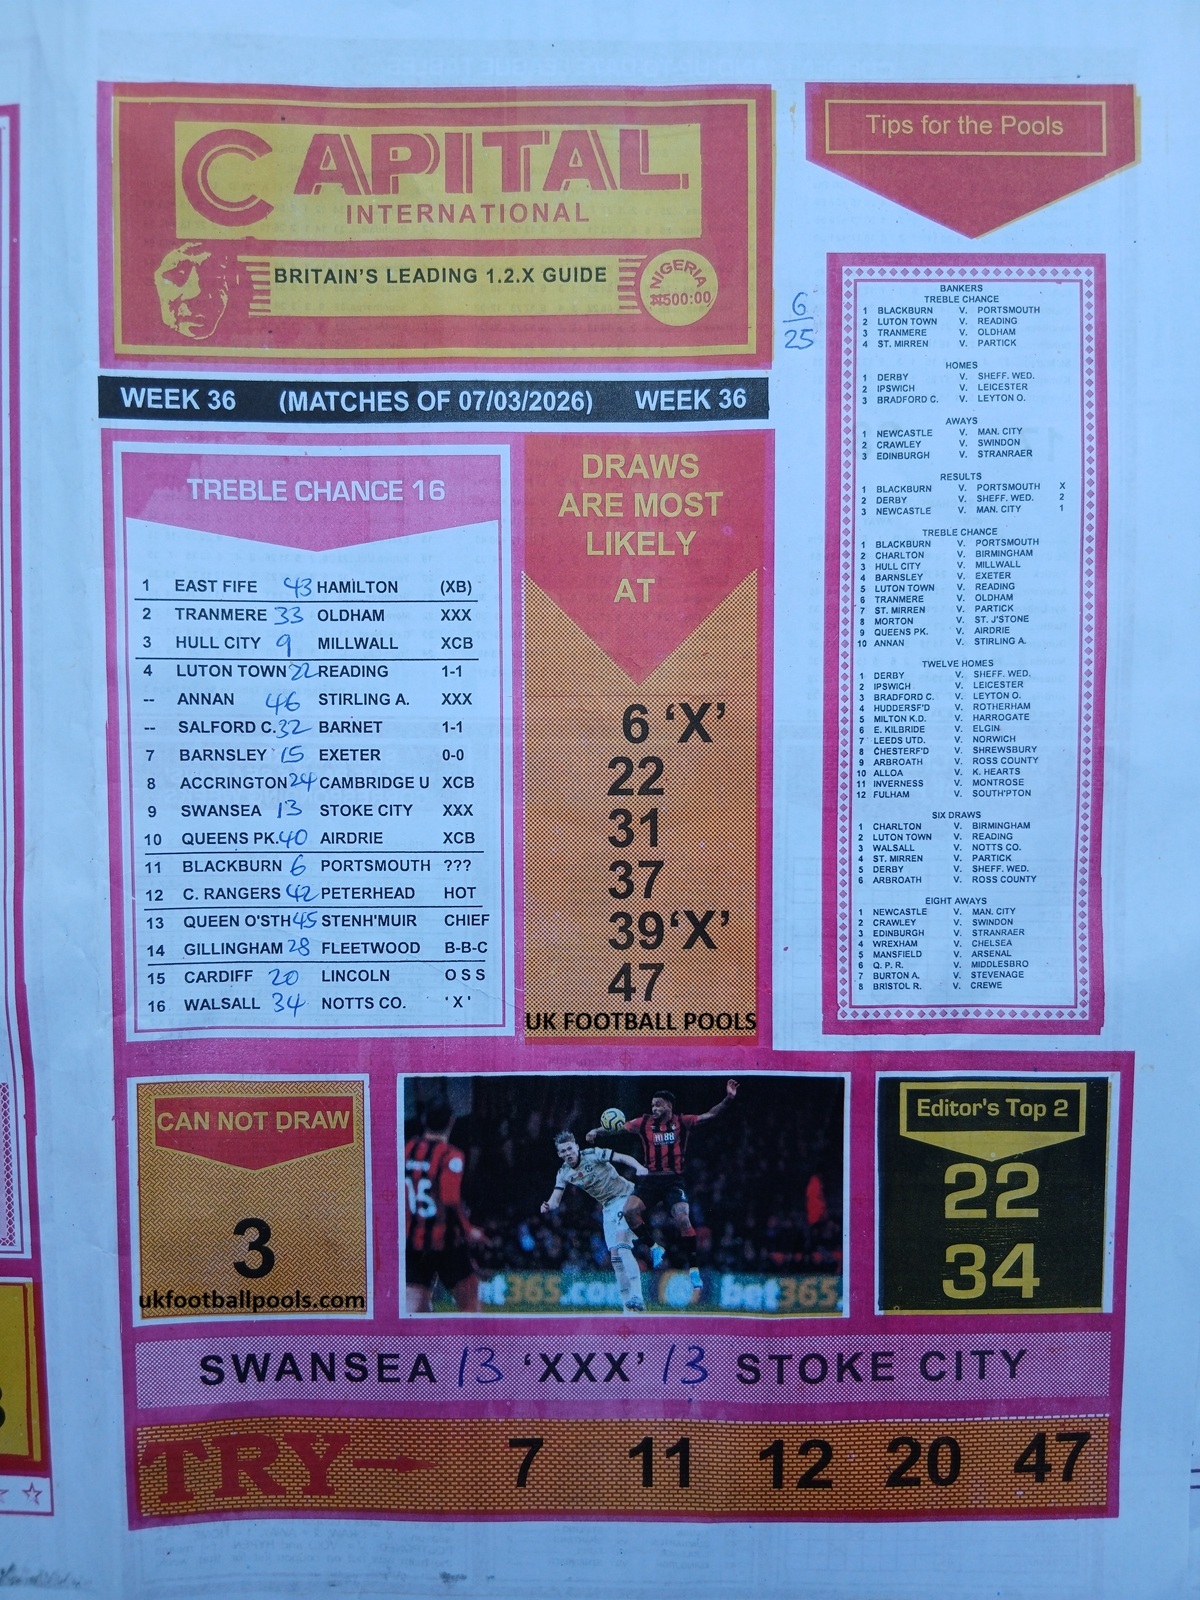 CAPITAL
INTERNATIONAL
BRITAIN'S LEADING 1.2.X GUIDE
NIGERIA
₦500:00
WEEK 36 (MATCHES OF 07/03/2026) WEEK 36
TREBLE CHANCE 16
1 EAST FIFE 43 HAMILTON (XB)
2 TRANMERE 33 OLDHAM XXX
3 HULL CITY 9 MILLWALL XCB
4 LUTON TOWN 22 READING 1-1
-- ANNAN 46 STIRLING A. XXX
-- SALFORD C. 32 BARNET 1-1
7 BARNSLEY 15 EXETER 0-0
8 ACCRINGTON 24 CAMBRIDGE U XCB
9 SWANSEA 13 STOKE CITY XXX
10 QUEENS PK. 40 AIRDRIE XCB
11 BLACKBURN 6 PORTSMOUTH ???
12 C. RANGERS 42 PETERHEAD HOT
13 QUEEN O'STH 45 STENH'MUIR CHIEF
14 GILLINGHAM 28 FLEETWOOD B-B-C
15 CARDIFF 20 LINCOLN O S S
16 WALSALL 34 NOTTS CO. 'X'
DRAWS
ARE MOST
LIKELY
AT
6 'X'
22
31
37
39 'X'
47
UK FOOTBALL POOLS
Tips for the Pools
6
25
BANKERS
TREBLE CHANCE
1 BLACKBURN V. PORTSMOUTH
2 LUTON TOWN V. READING
3 TRANMERE V. OLDHAM
4 ST. MIRREN V. PARTICK
HOMES
1 DERBY V. SHEFF. WED.
2 IPSWICH V. LEICESTER
3 BRADFORD C. V. LEYTON O.
AWAYS
1 NEWCASTLE V. MAN. CITY
2 CRAWLEY V. SWINDON
3 EDINBURGH V. STRANRAER
RESULTS
1 BLACKBURN V. PORTSMOUTH X
2 DERBY V. SHEFF. WED. 2
3 NEWCASTLE V. MAN. CITY 1
TREBLE CHANCE
1 BLACKBURN V. PORTSMOUTH
2 CHARLTON V. BIRMINGHAM
3 HULL CITY V. MILLWALL
4 BARNSLEY V. EXETER
5 LUTON TOWN V. READING
6 TRANMERE V. OLDHAM
7 ST. MIRREN V. PARTICK
8 MORTON V. ST. J'STONE
9 QUEENS PK. V. AIRDRIE
10 ANNAN V. STIRLING A.
TWELVE HOMES
1 DERBY V. SHEFF. WED.
2 IPSWICH V. LEICESTER
3 BRADFORD C. V. LEYTON O.
4 HUDDERSF'D V. ROTHERHAM
5 MILTON K.D. V. HARROGATE
6 E. KILBRIDE V. ELGIN
7 LEEDS UTD. V. NORWICH
8 CHESTERF'D V. SHREWSBURY
9 ARBROATH V. ROSS COUNTY
10 ALLOA V. K. HEARTS
11 INVERNESS V. MONTROSE
12 FULHAM V. SOUTH'PTON
SIX DRAWS
1 CHARLTON V. BIRMINGHAM
2 LUTON TOWN V. READING
3 WALSALL V. NOTTS CO.
4 ST. MIRREN V. PARTICK
5 DERBY V. SHEFF. WED.
6 ARBROATH V. ROSS COUNTY
EIGHT AWAYS
1 NEWCASTLE V. MAN. CITY
2 CRAWLEY V. SWINDON
3 EDINBURGH V. STRANRAER
4 WREXHAM V. CHELSEA
5 MANSFIELD V. ARSENAL
6 Q. P. R. V. MIDDLESBRO
7 BURTON A. V. STEVENAGE
8 BRISTOL R. V. CREWE
CAN NOT DRAW
3
ukfootballpools.com
bet365
Editor's Top 2
22
34
SWANSEA 13 'XXX' 13 STOKE CITY
TRY 7 11 12 20 47